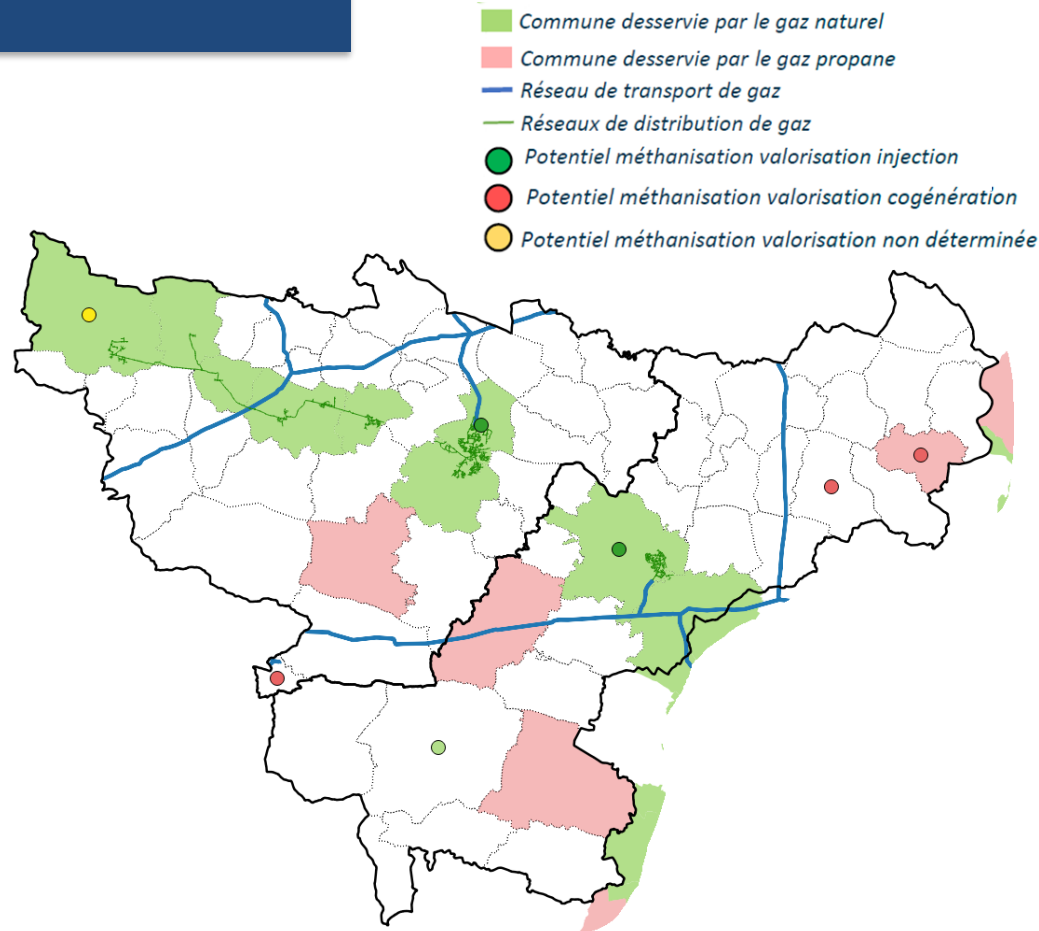 Commune desservie par le gaz naturel
Commune desservie par le gaz propane
Réseau de transport de gaz
Réseaux de distribution de gaz
Potentiel méthanisation valorisation injection
Potentiel méthanisation valorisation cogénération
Potentiel méthanisation valorisation non déterminée